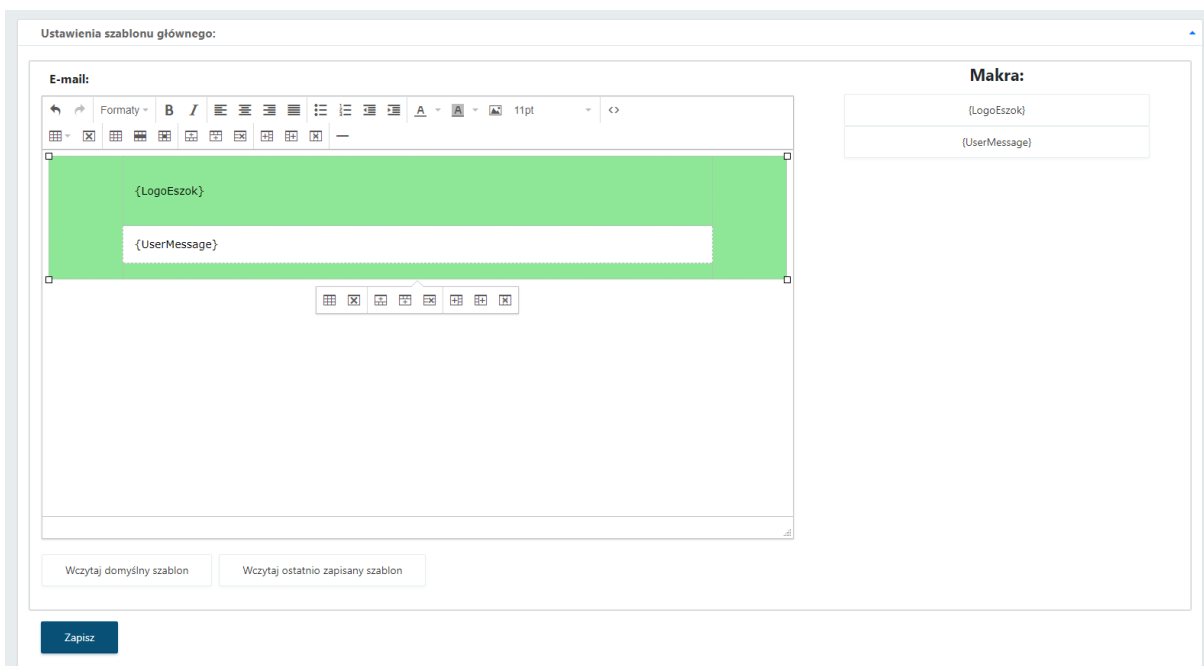 Ustawienia szablonu głównego:
E-mail:
Makra:
Formaty B I A A 11pt <>
{LogoEszok}
{UserMessage}
{LogoEszok}
{UserMessage}
Wczytaj domyślny szablon Wczytaj ostatnio zapisany szablon
Zapisz